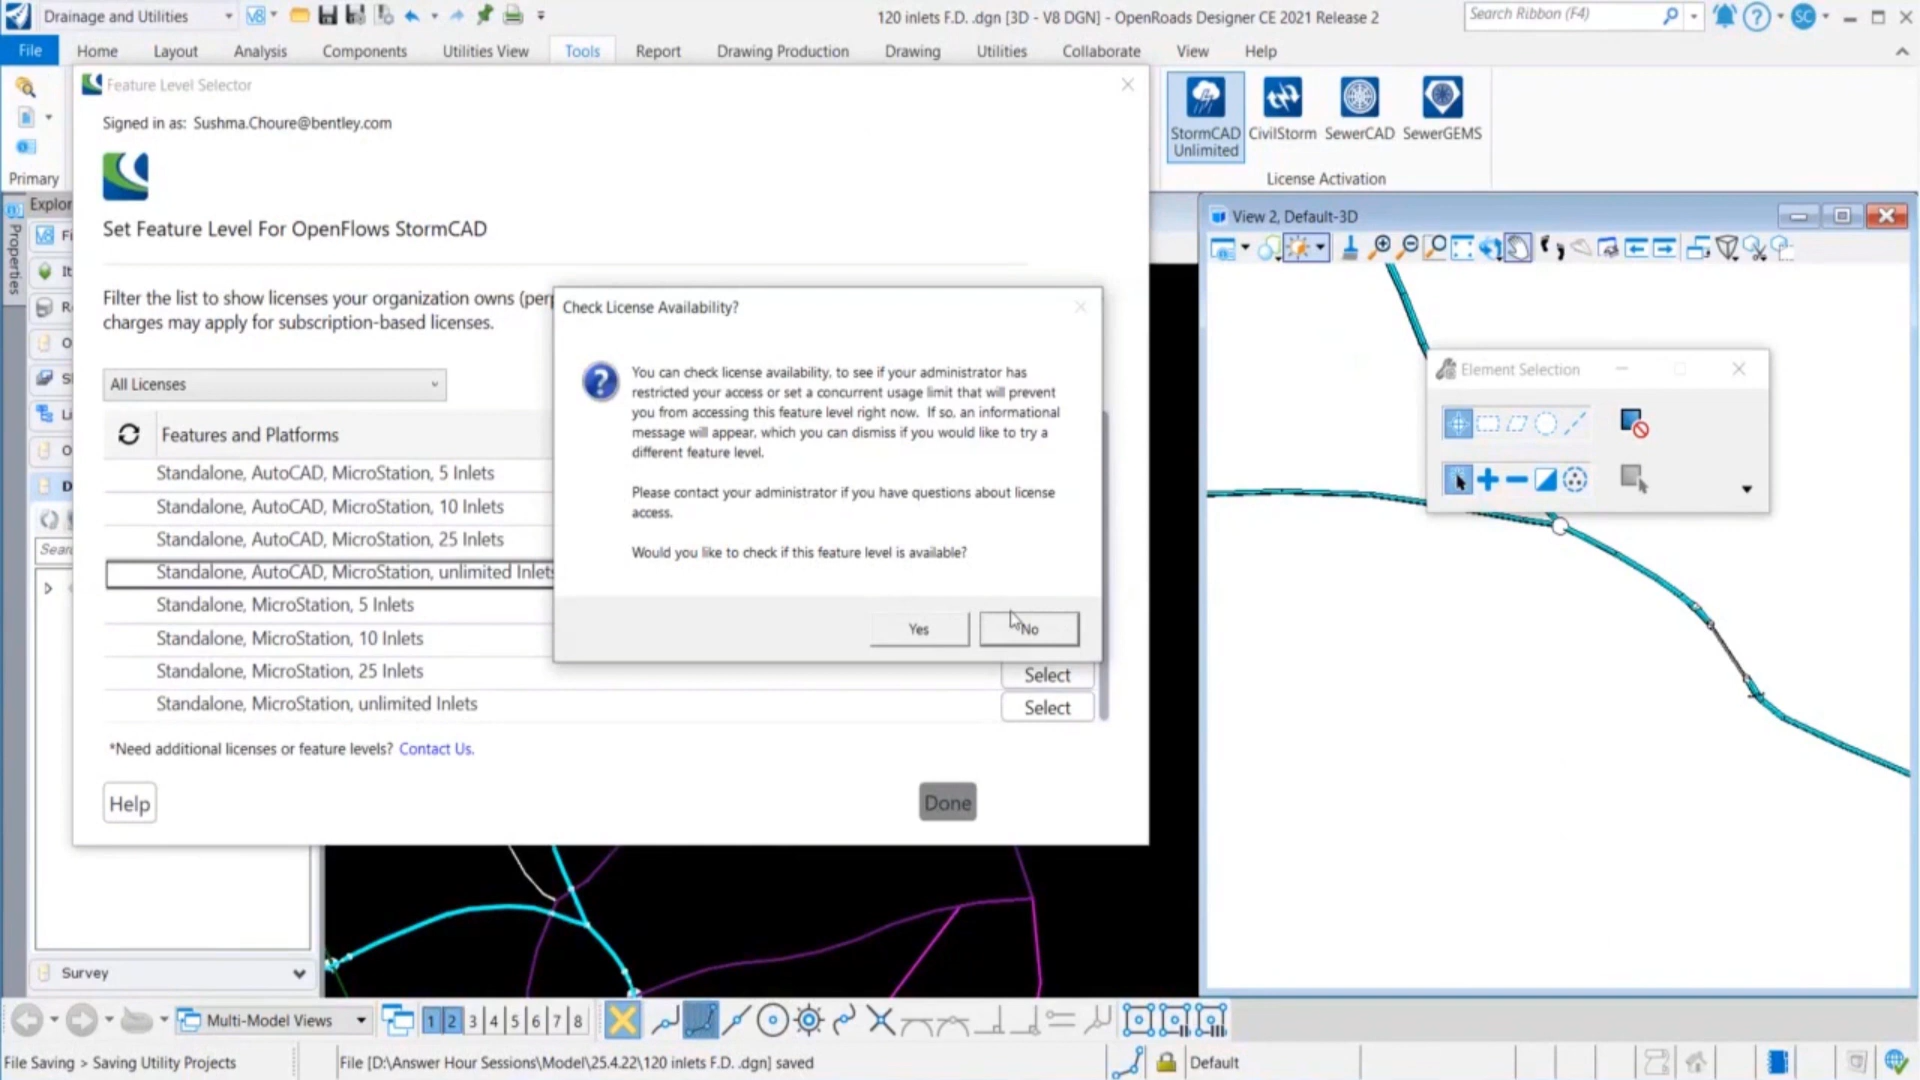 Drainage and Utilities
120 inlets F.D. .dgn [3D - V8 DGN] - OpenRoads Designer CE 2021 Release 2
Search Ribbon (F4)
SC
File
Home
Layout
Analysis
Components
Utilities View
Tools
Report
Drawing Production
Drawing
Utilities
Collaborate
View
Help
Feature Level Selector
Signed in as: Sushma.Choure@bentley.com
StormCAD
Unlimited
CivilStorm
SewerCAD
SewerGEMS
License Activation
Primary
Explor
Properties
Set Feature Level For OpenFlows StormCAD
View 2, Default-3D
Filter the list to show licenses your organization owns (perp
charges may apply for subscription-based licenses.
Check License Availability?
You can check license availability, to see if your administrator has
restricted your access or set a concurrent usage limit that will prevent
you from accessing this feature level right now. If so, an informational
message will appear, which you can dismiss if you would like to try a
different feature level.
Please contact your administrator if you have questions about license
access.
Would you like to check if this feature level is available?
Yes
No
Element Selection
All Licenses
Features and Platforms
Standalone, AutoCAD, MicroStation, 5 Inlets
Standalone, AutoCAD, MicroStation, 10 Inlets
Standalone, AutoCAD, MicroStation, 25 Inlets
Standalone, AutoCAD, MicroStation, unlimited Inlets
Standalone, MicroStation, 5 Inlets
Standalone, MicroStation, 10 Inlets
Standalone, MicroStation, 25 Inlets
Select
Standalone, MicroStation, unlimited Inlets
Select
*Need additional licenses or feature levels? Contact Us.
Help
Done
Survey
Multi-Model Views
1 2 3 4 5 6 7 8
File Saving > Saving Utility Projects
File [D:\Answer Hour Sessions\Model\25.4.22\120 inlets F.D. .dgn] saved
Default